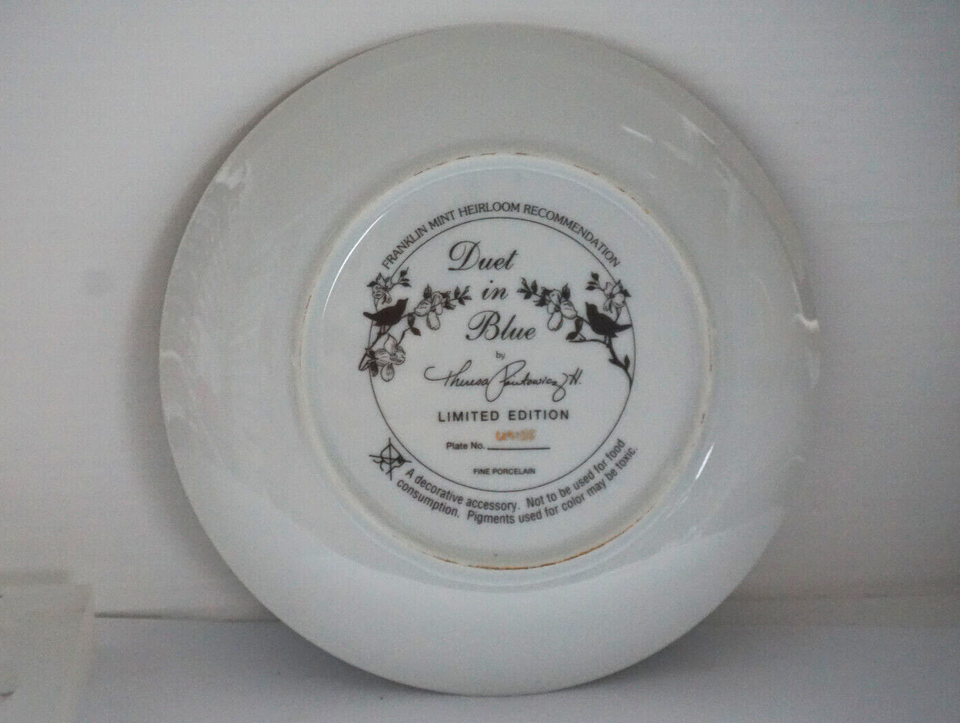 FRANKLIN MINT HEIRLOOM RECOMMENDATION
Duet
in
Blue
by
Theresa
LIMITED EDITION
Plate No.
FINE PORCELAIN
A decorative accessory. Not to be used for food
consumption. Pigments used for color may be toxic.